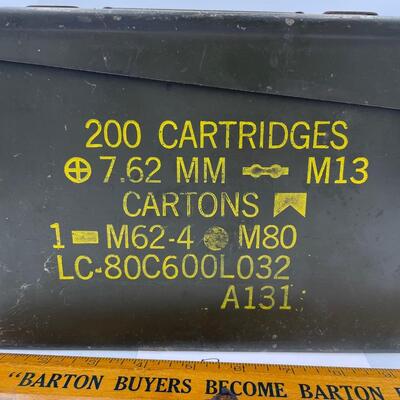 200 CARTRIDGES
7.62 MM M13
CARTONS
1 M62-4 M80
LC-80C600L032
A131
"BARTON BUYERS BECOME BARTON B